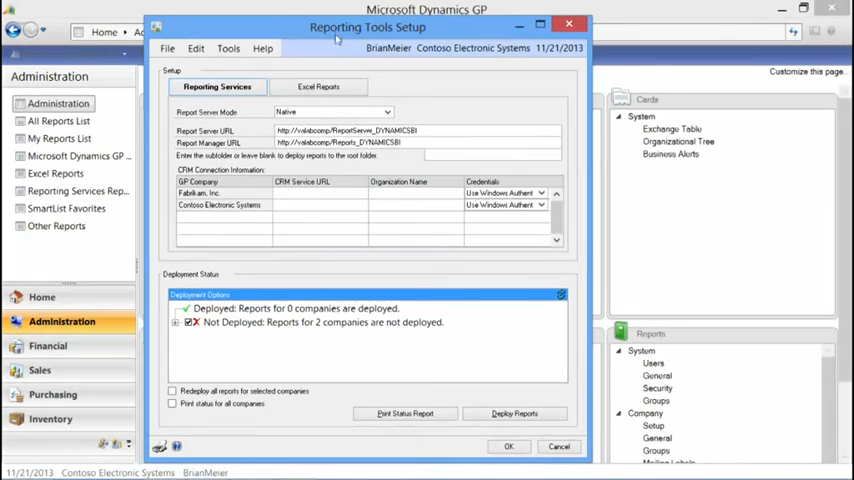 Microsoft Dynamics GP
Home
Customize this page...
Administration
Administration
All Reports List
My Reports List
Microsoft Dynamics GP ...
Excel Reports
Reporting Services Rep...
SmartList Favorites
Other Reports
Home
Administration
Financial
Sales
Purchasing
Inventory
Reporting Tools Setup
File Edit Tools Help
BrianMeier Contoso Electronic Systems 11/21/2013
Setup
Reporting Services Excel Reports
Report Server Mode Native
Report Server URL http://valabcomp/ReportServer_DYNAMICSBI
Report Manager URL http://valabcomp/Reports_DYNAMICSBI
Enter the subfolder or leave blank to deploy reports to the root folder.
CRM Connection Information:
GP Company CRM Service URL Organization Name Credentials
Fabrikam, Inc. Use Windows Authent
Contoso Electronic Systems Use Windows Authent
Deployment Status
Deployment Options
Deployed: Reports for 0 companies are deployed.
Not Deployed: Reports for 2 companies are not deployed.
Redeploy all reports for selected companies
Print status for all companies
Print Status Report Deploy Reports
OK Cancel
Cards
System
Exchange Table
Organizational Tree
Business Alerts
Reports
System
Users
General
Security
Groups
Company
Setup
General
Groups
Mailing Labels
11/21/2013 Contoso Electronic Systems BrianMeier